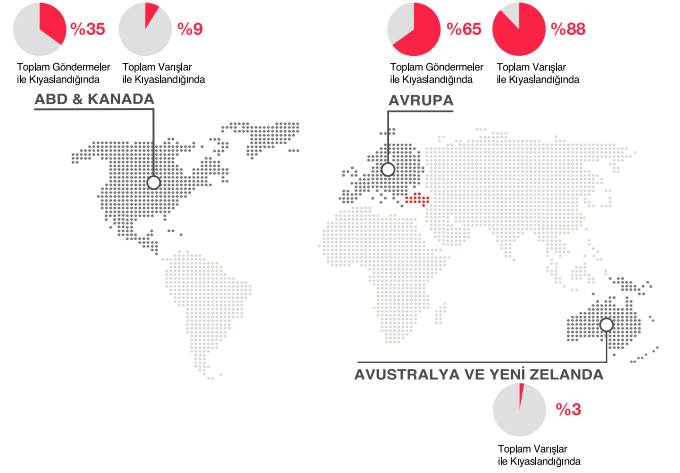 %35
Toplam Göndermeler
ile Kıyaslandığında
%9
Toplam Varışlar
ile Kıyaslandığında
ABD & KANADA
%65
Toplam Göndermeler
ile Kıyaslandığında
%88
Toplam Varışlar
ile Kıyaslandığında
AVRUPA
AVUSTRALYA VE YENİ ZELANDA
%3
Toplam Varışlar
ile Kıyaslandığında